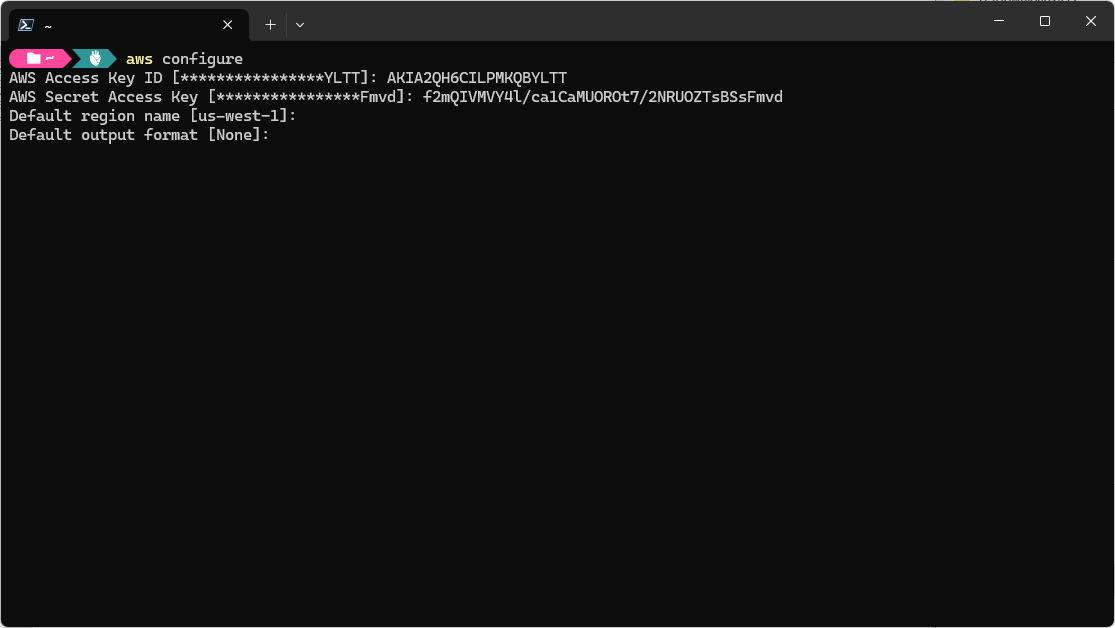 ~
aws configure
AWS Access Key ID [****************YLTT]: AKIA2QH6CILPMKQBYLTT
AWS Secret Access Key [****************Fmvd]: 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
Default region name [us-west-1]:
Default output format [None]: